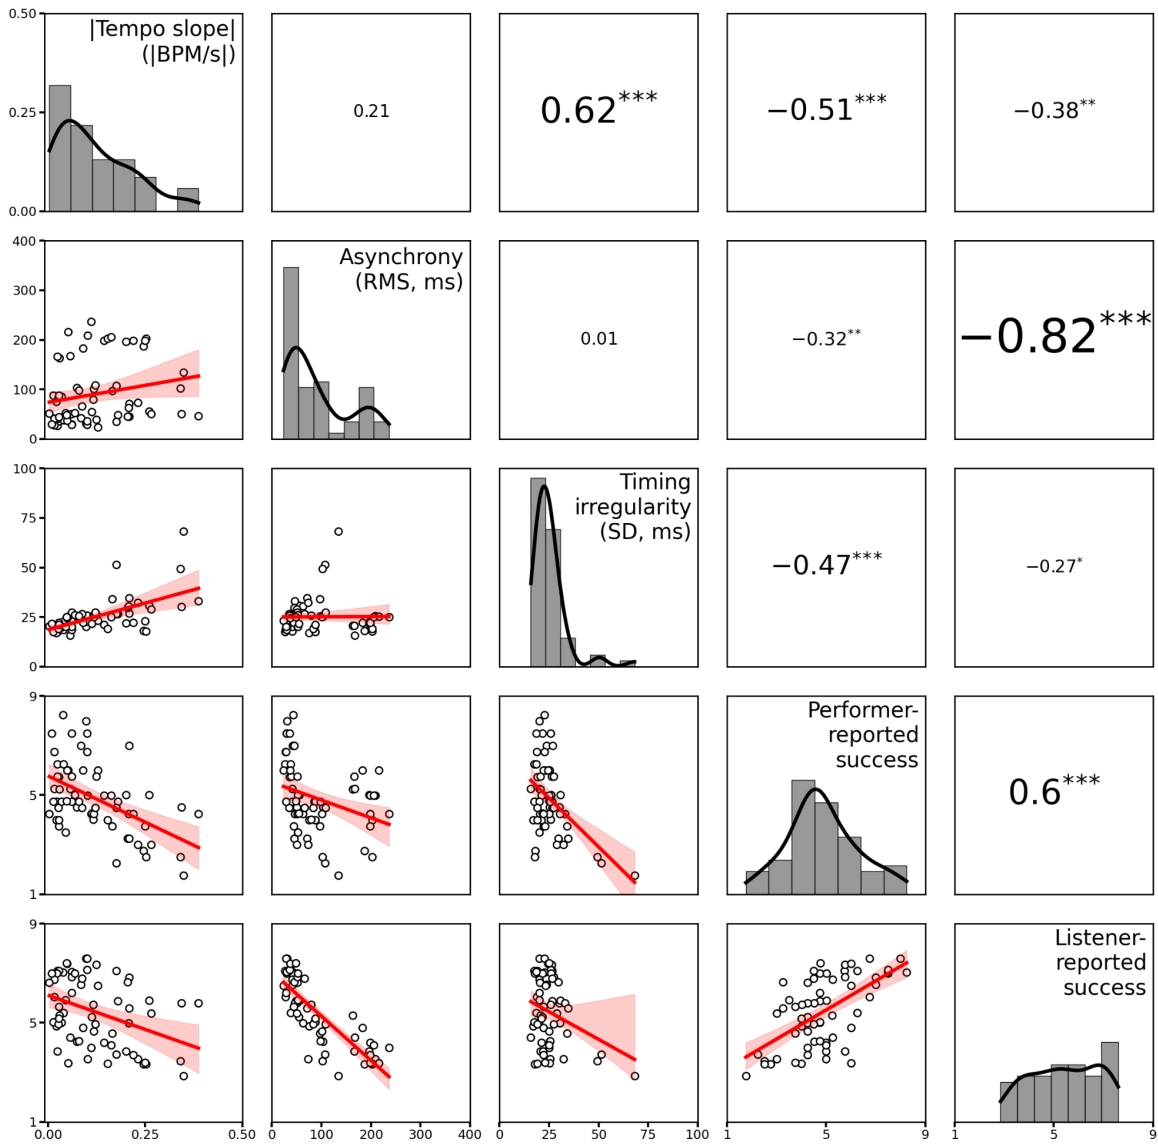 0.50
|Tempo slope|
(|BPM/s|)
0.25
0.00
0.21
0.62***
−0.51***
−0.38**
400
300
200
100
0
Asynchrony
(RMS, ms)
0.01
−0.32**
−0.82***
100
75
50
25
0
Timing
irregularity
(SD, ms)
−0.47***
−0.27*
9
5
1
Performer-
reported
success
0.6***
9
5
1
Listener-
reported
success
0.00 0.25 0.50
0 100 200 300 400
0 25 50 75 100
1 5 9
1 5 9